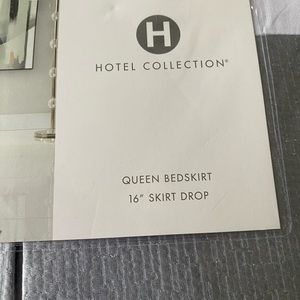 H
HOTEL COLLECTION®
QUEEN BEDSKIRT
16" SKIRT DROP